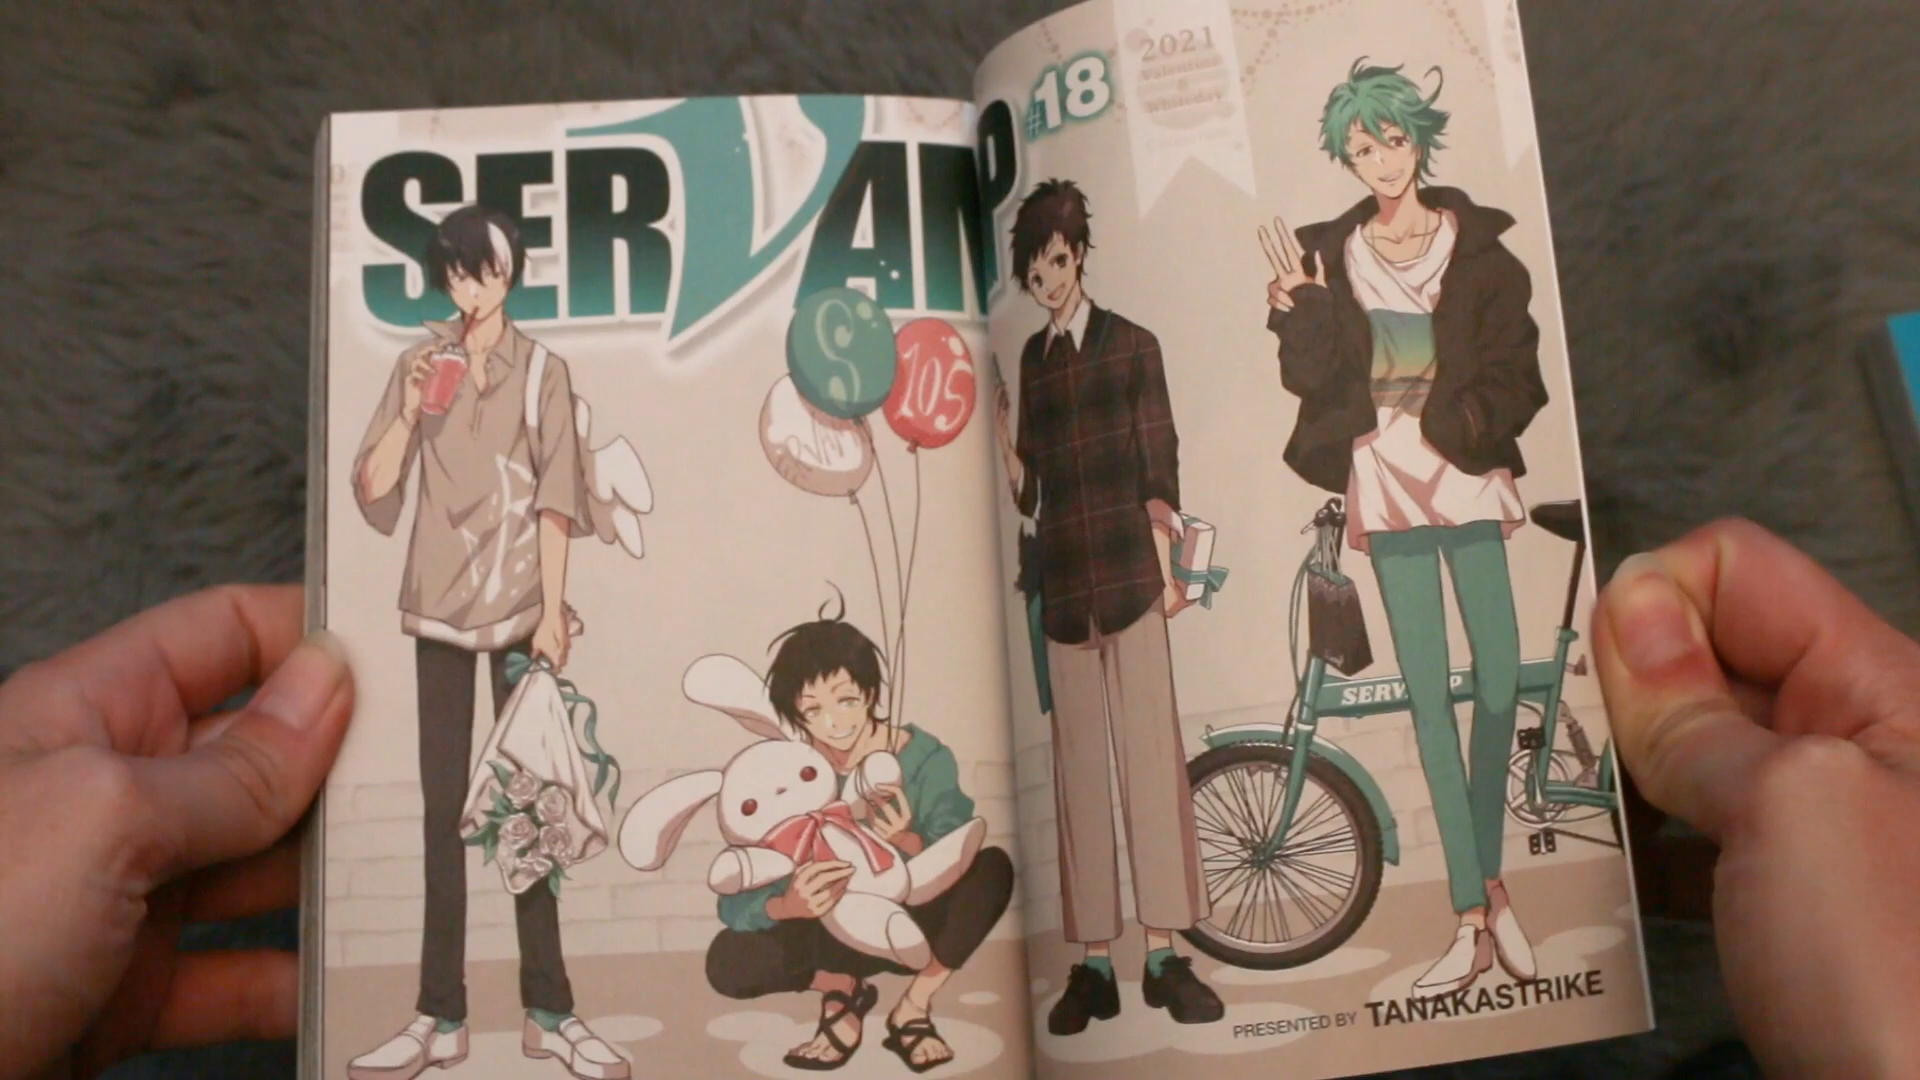 SERVAMP
#18
2021
Valentine
&
Whiteday
S
105
SERVAMP
PRESENTED BY TANAKASTRIKE